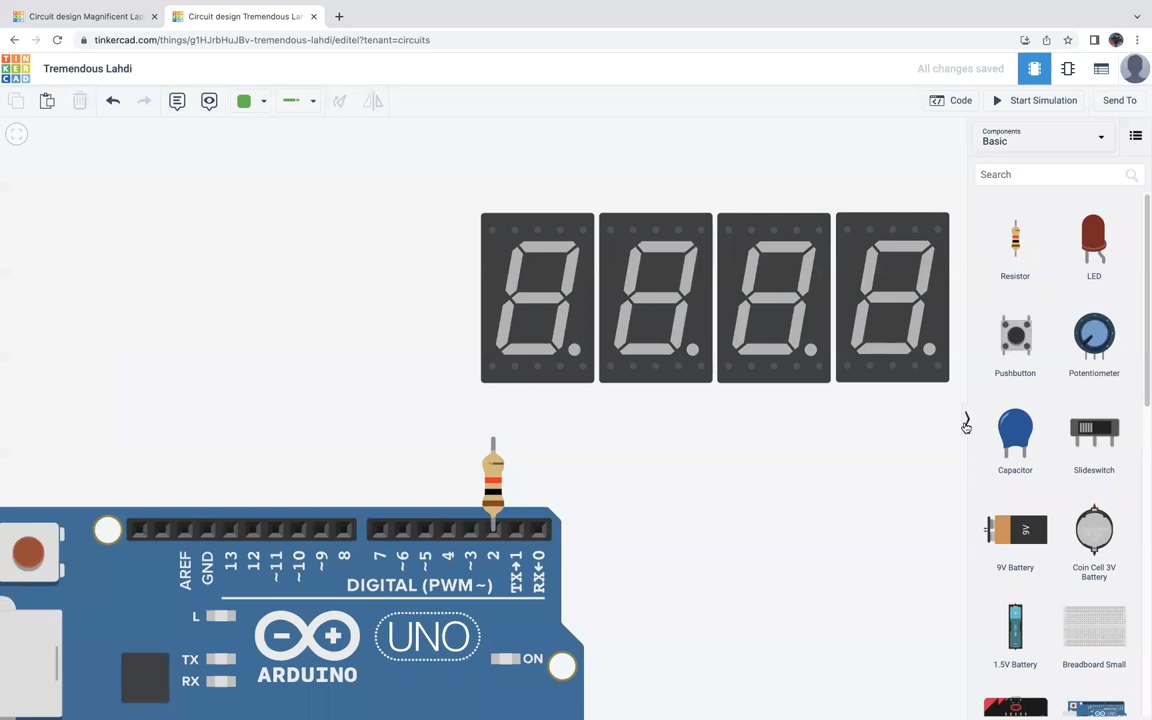 Circuit design Magnificent Lap
Circuit design Tremendous Lah
tinkercad.com/things/g1HJrbHuJBv-tremendous-lahdi/editel?tenant=circuits
TIN
KER
CAD
Tremendous Lahdi
All changes saved
Code
Start Simulation
Send To
Components
Basic
Search
Resistor
LED
Pushbutton
Potentiometer
Capacitor
Slideswitch
9V
9V Battery
Coin Cell 3V
Battery
1.5V Battery
Breadboard Small
AREF
GND
13
12
~11
~10
~9
8
7
~6
~5
4
~3
2
TX→1
RX←0
DIGITAL (PWM~)
L
TX
RX
UNO
ARDUINO
ON